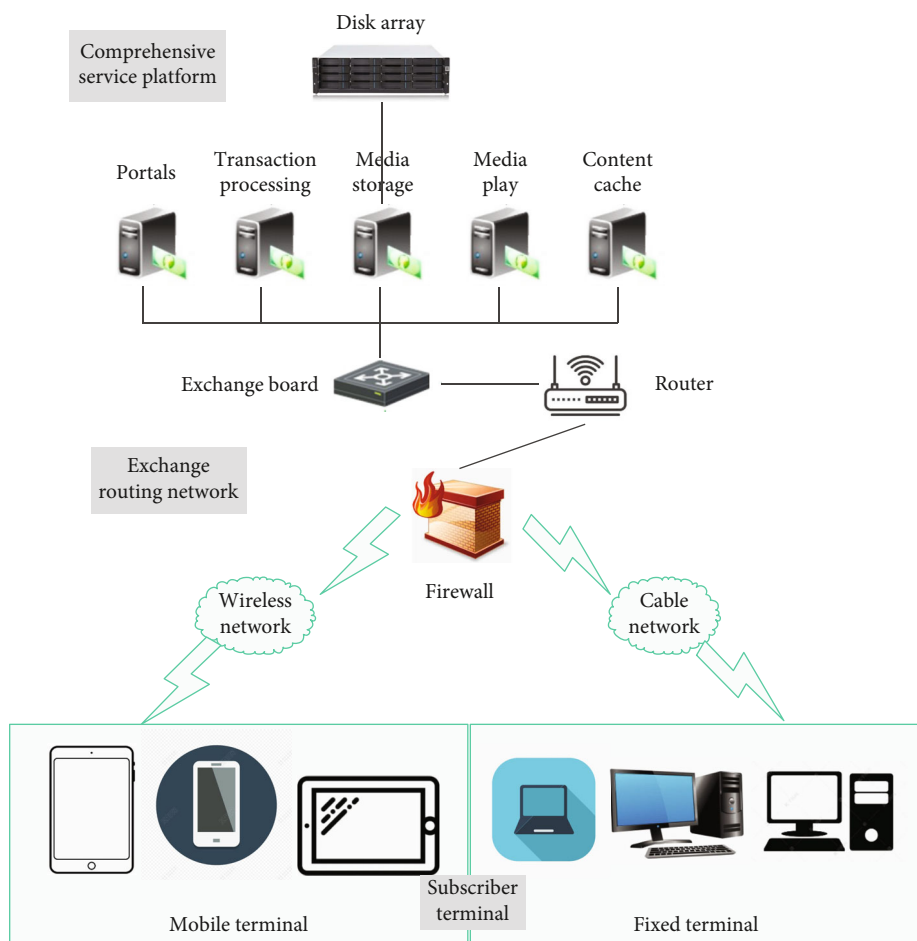 Disk array
Comprehensive
service platform
Portals
Transaction
processing
Media
storage
Media
play
Content
cache
Exchange board
Router
Exchange
routing network
Firewall
Wireless
network
Cable
network
Mobile terminal
Subscriber
terminal
Fixed terminal